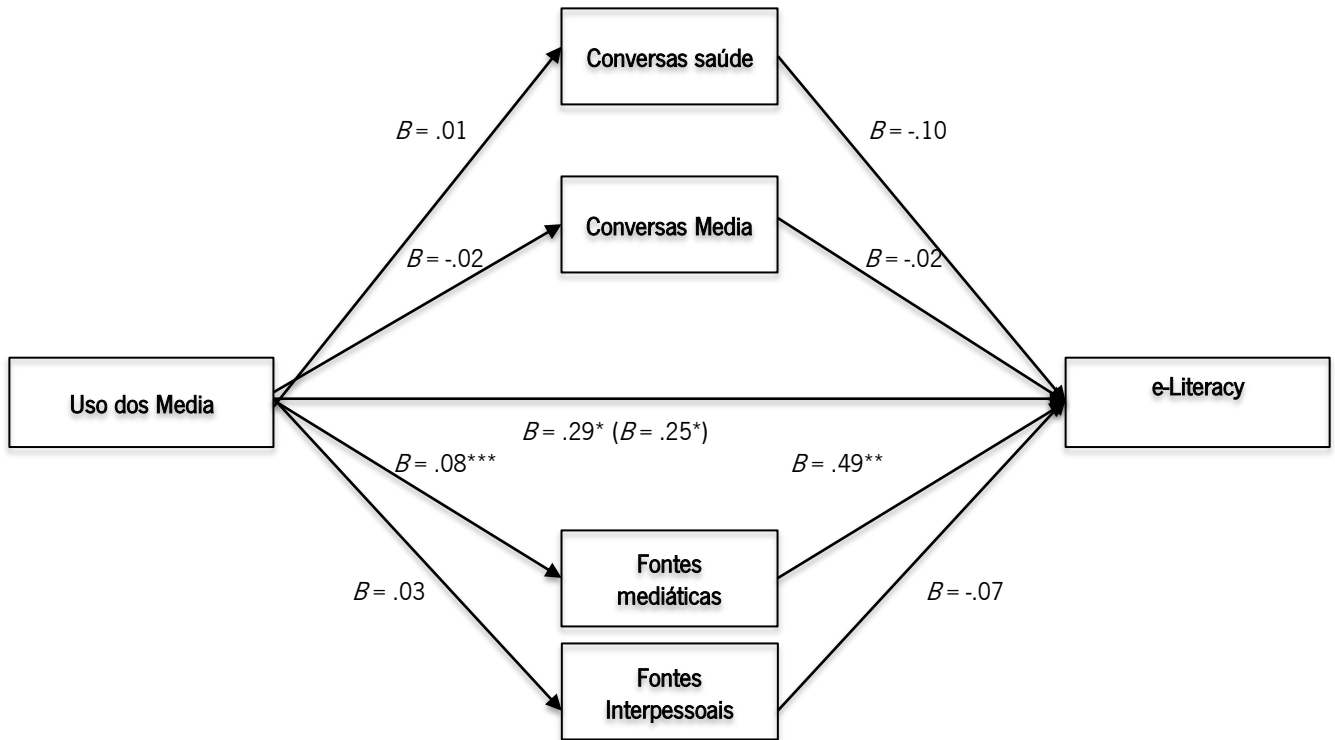 Conversas saúde
B = .01
B = -.10
Conversas Media
B = -.02
B = -.02
Uso dos Media
e-Literacy
B = .29* (B = .25*)
B = .08***
B = .49**
Fontes
mediáticas
B = .03
B = -.07
Fontes
Interpessoais